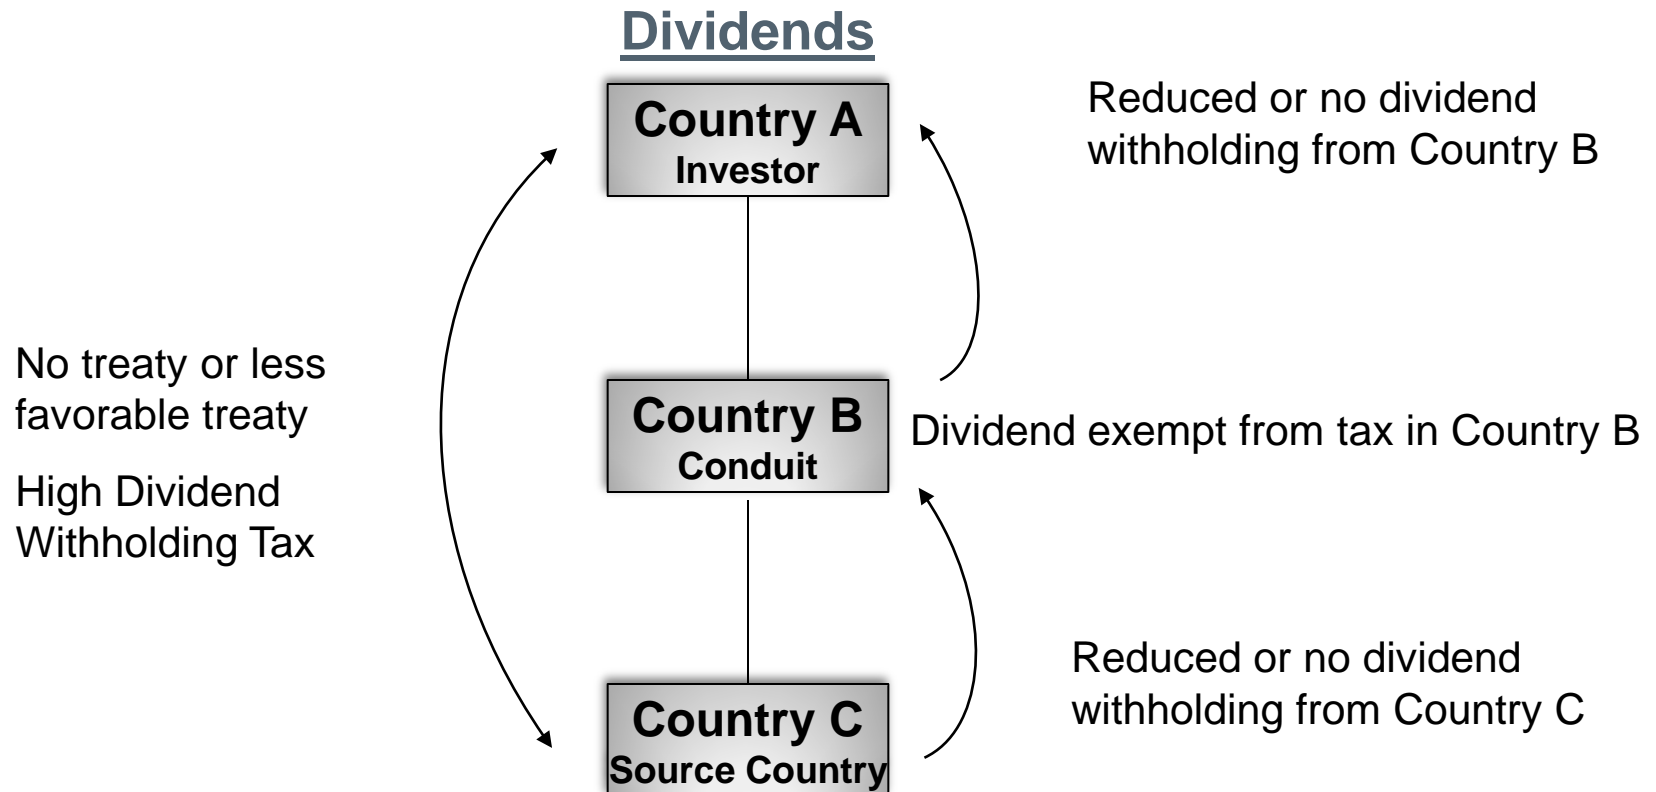 Dividends
Country A
Investor
Reduced or no dividend
withholding from Country B
No treaty or less
favorable treaty
High Dividend
Withholding Tax
Country B
Conduit
Dividend exempt from tax in Country B
Reduced or no dividend
withholding from Country C
Country C
Source Country